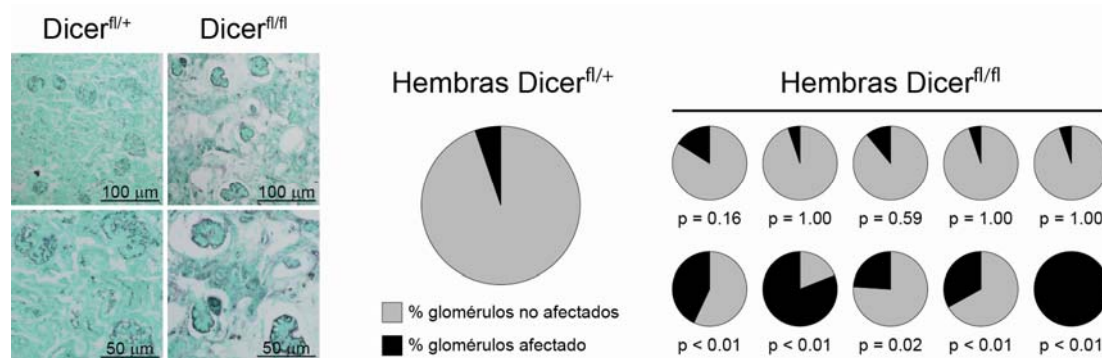 Dicer^fl/+ Dicer^fl/fl
100 µm 100 µm
50 µm 50 µm
Hembras Dicer^fl/+
% glomérulos no afectados
% glomérulos afectado
Hembras Dicer^fl/fl
p = 0.16 p = 1.00 p = 0.59 p = 1.00 p = 1.00
p < 0.01 p < 0.01 p = 0.02 p < 0.01 p < 0.01